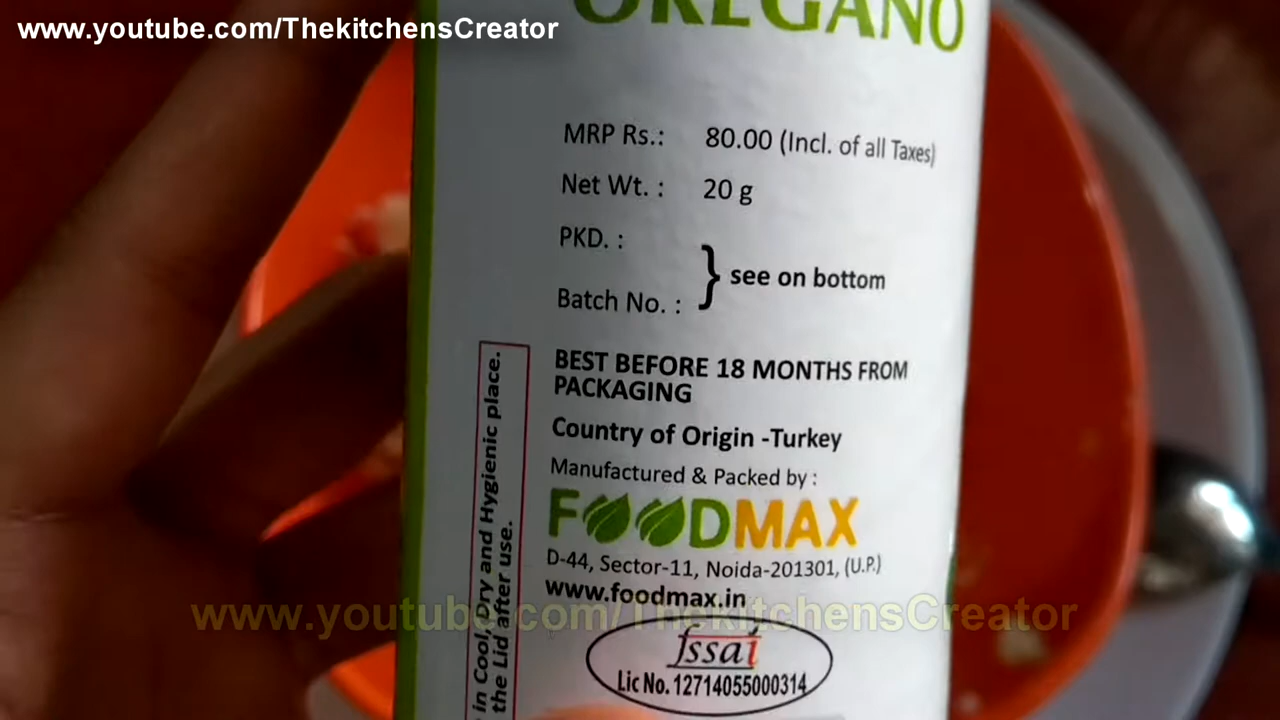 www.youtube.com/ThekitchensCreator
OREGANO
MRP Rs.: 80.00 (Incl. of all Taxes)
Net Wt. : 20 g
PKD. :
} see on bottom
Batch No. :
BEST BEFORE 18 MONTHS FROM
PACKAGING
Country of Origin -Turkey
Manufactured & Packed by :
FOODMAX
D-44, Sector-11, Noida-201301, (U.P.)
www.foodmax.in
www.youtube.com/ThekitchensCreator
fssai
Lic No. 12714055000314
in Cool, Dry and Hygienic place.
the Lid after use.